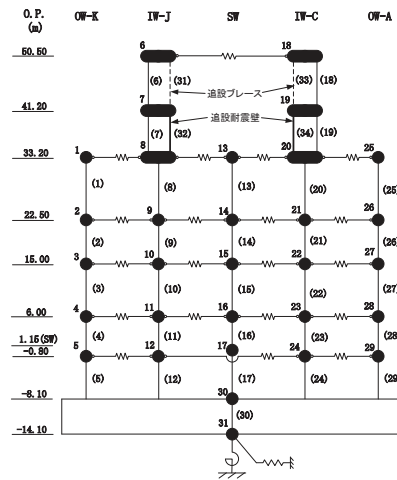 O.P. OW-K IW-J SW IW-C OW-A
(m)
50.50 6 18
(6) (31) (33) (18)
追設ブレース
41.20 7 19
追設耐震壁
(7) (32) (34) (19)
33.20 1 8 13 20 25
(1) (8) (13) (20) (25)
22.50 2 9 14 21 26
(2) (9) (14) (21) (26)
15.00 3 10 15 22 27
(3) (10) (15) (22) (27)
6.00 4 11 16 23 28
1.15(SW) (4) (11) (16) (23) (28)
-0.80 5 12 17 24 29
(5) (12) (17) (24) (29)
-8.10 30
(30)
-14.10 31